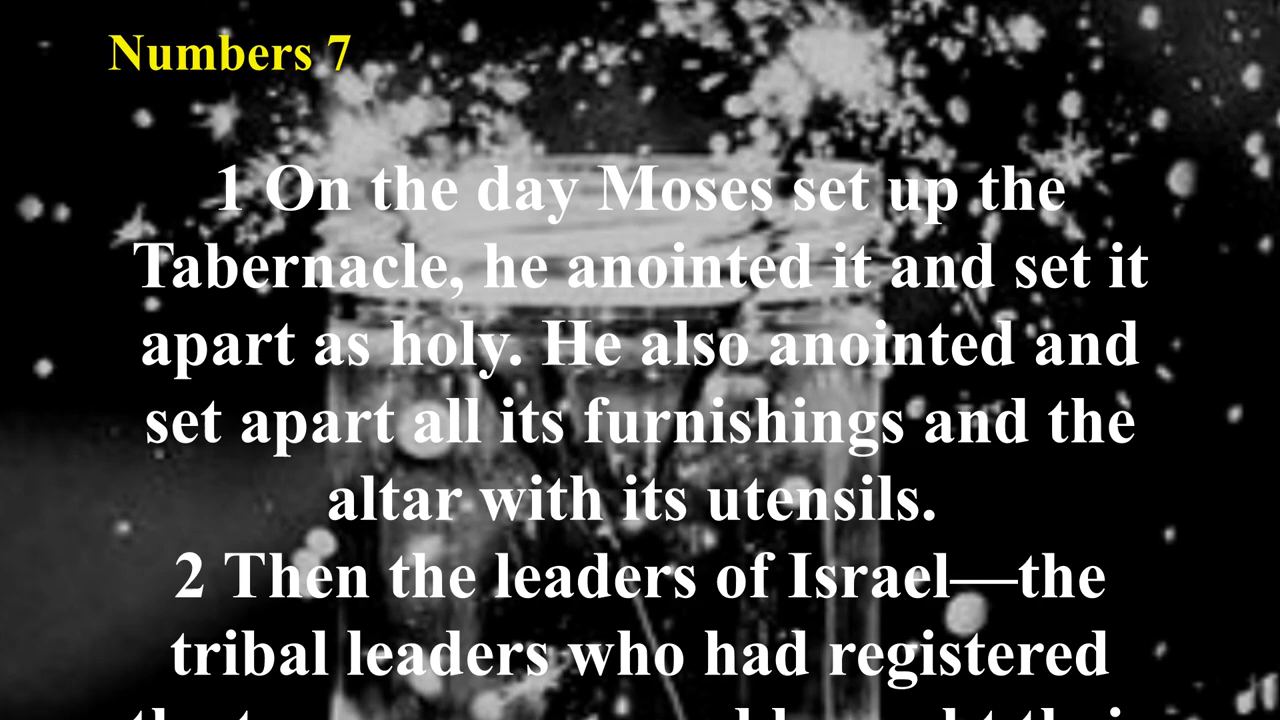 Numbers 7
1 On the day Moses set up the
Tabernacle, he anointed it and set it
apart as holy. He also anointed and
set apart all its furnishings and the
altar with its utensils.
2 Then the leaders of Israel—the
tribal leaders who had registered